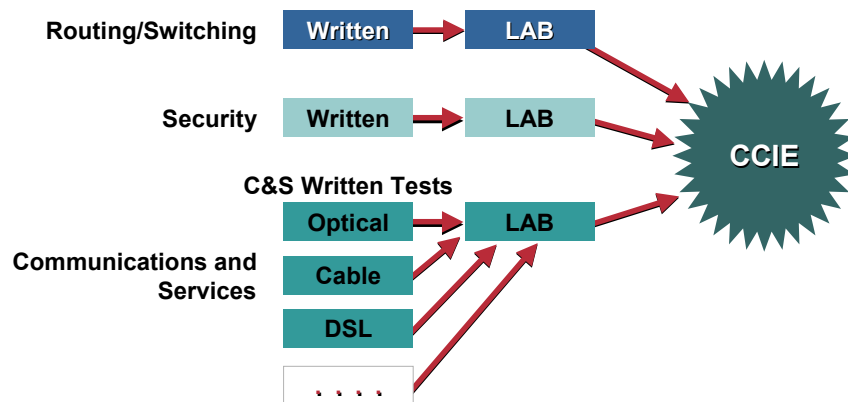 Routing/Switching Written LAB
Security Written LAB
CCIE
C&S Written Tests
Optical LAB
Communications and
Services
Cable
DSL
. . . .